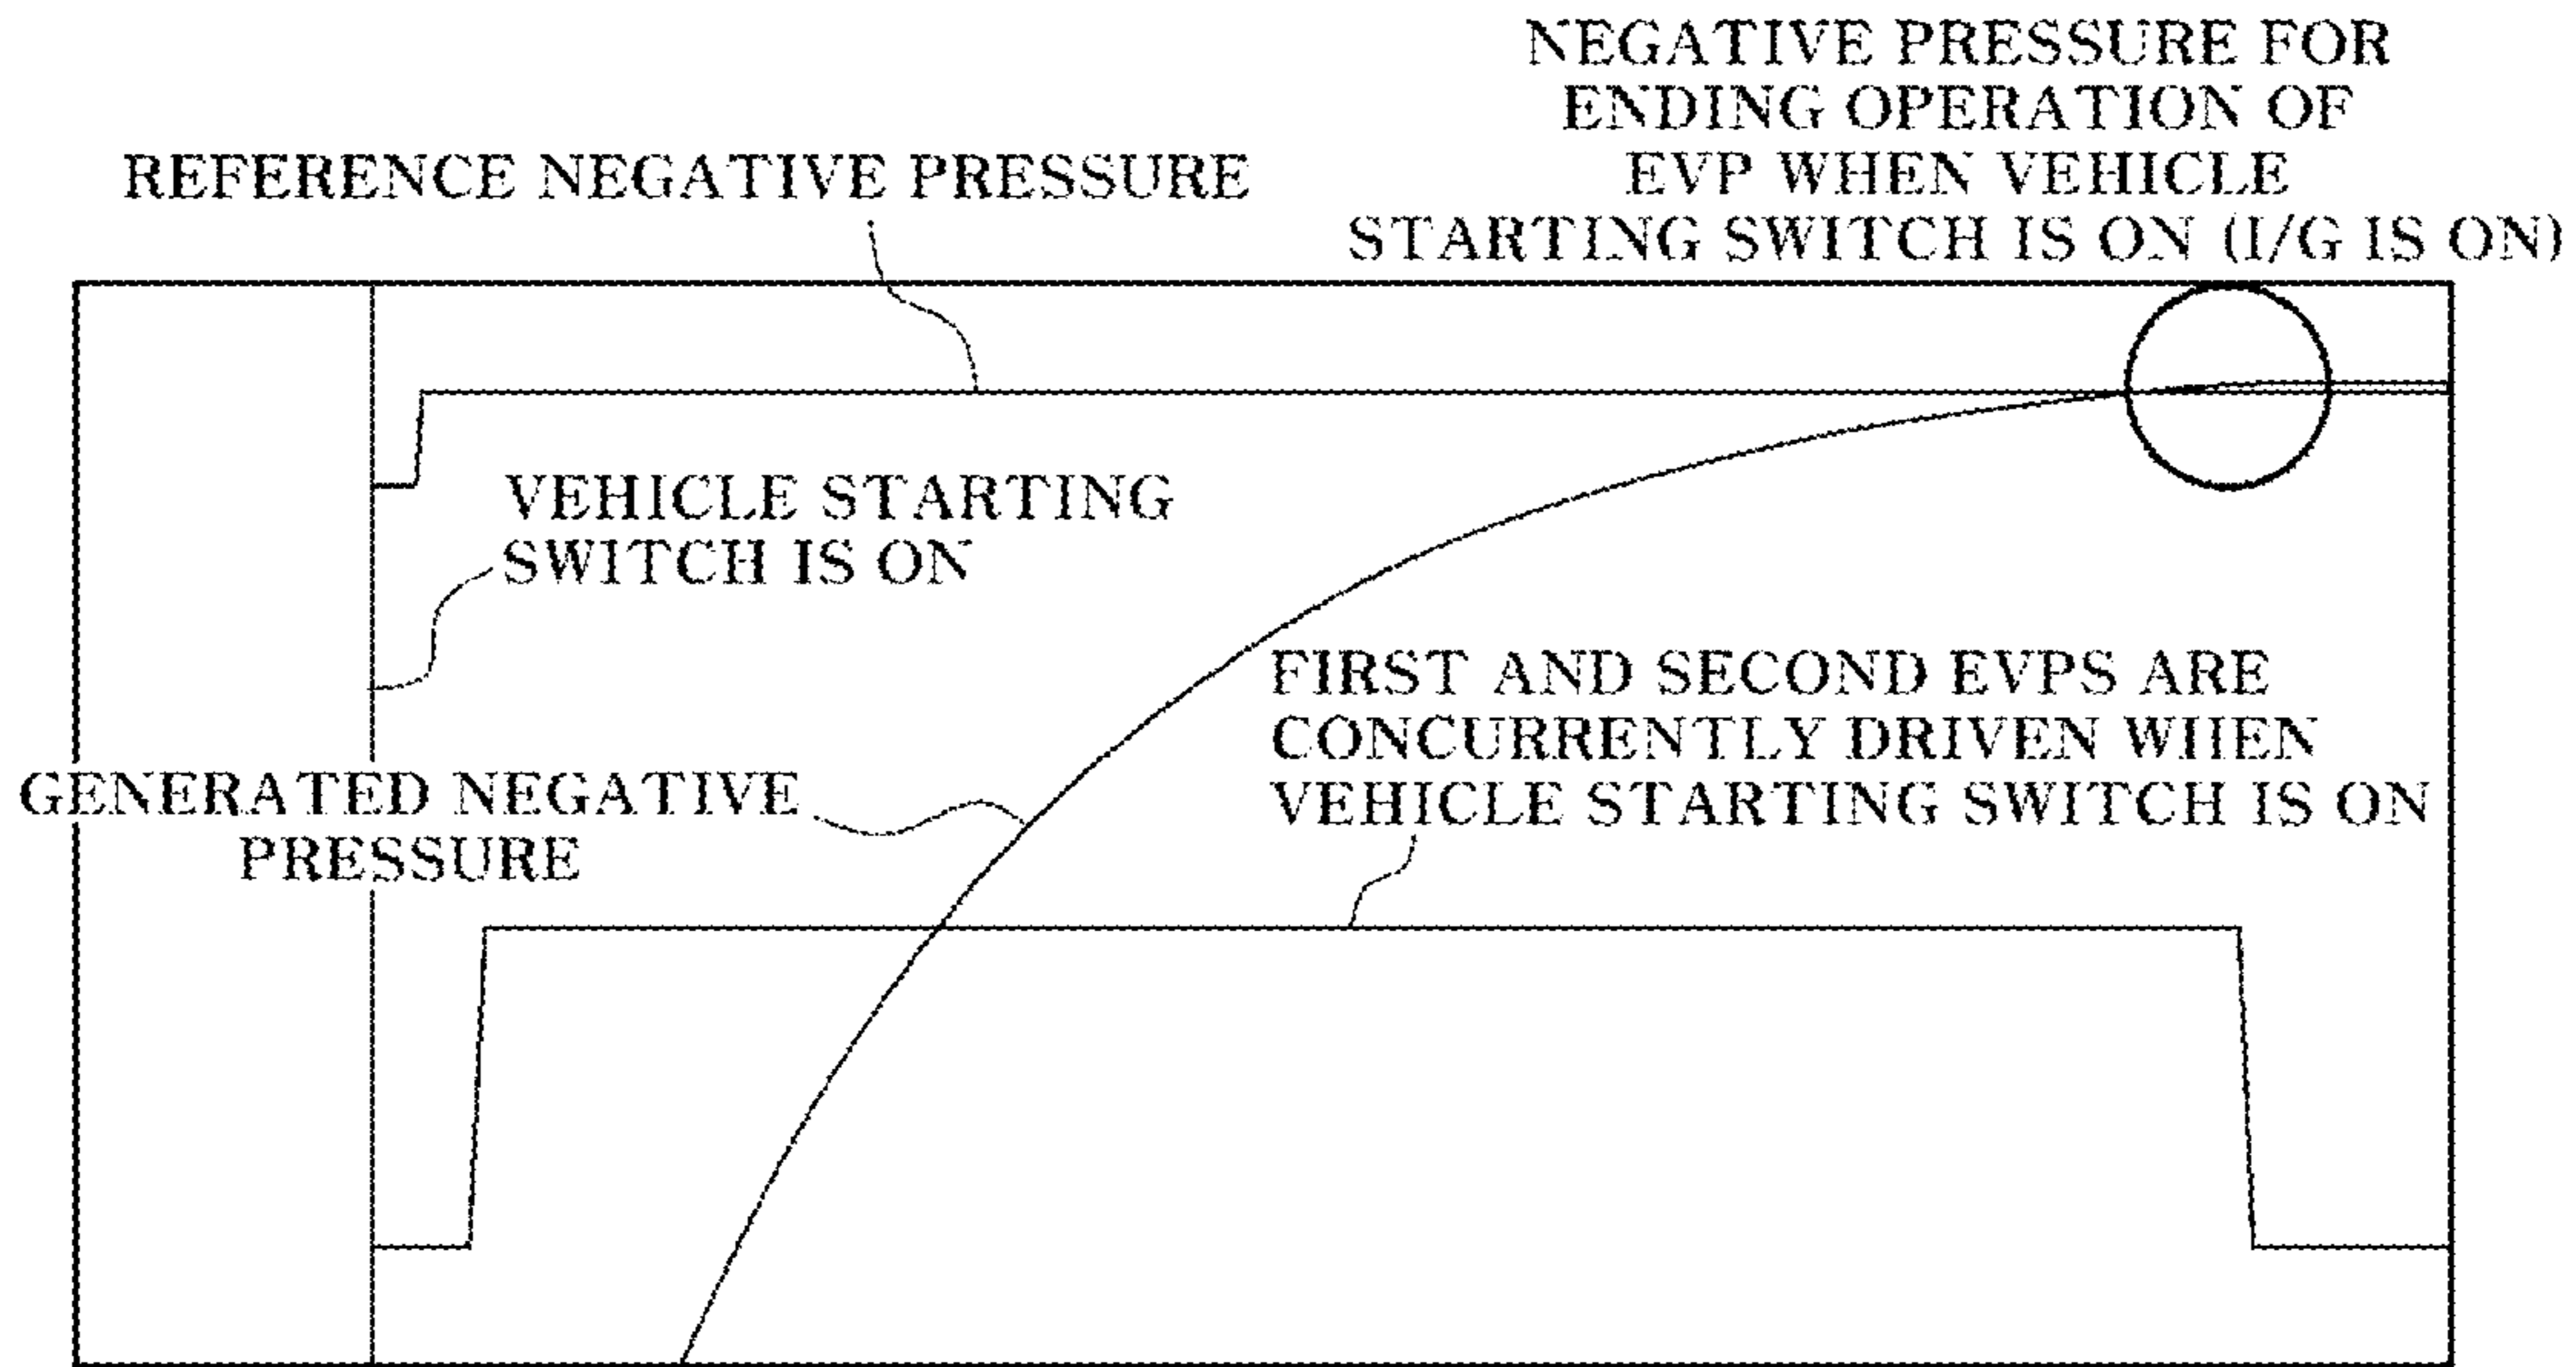 NEGATIVE PRESSURE FOR
ENDING OPERATION OF
EVP WHEN VEHICLE
STARTING SWITCH IS ON (I/G IS ON)
REFERENCE NEGATIVE PRESSURE
VEHICLE STARTING
SWITCH IS ON
FIRST AND SECOND EVPS ARE
CONCURRENTLY DRIVEN WHEN
VEHICLE STARTING SWITCH IS ON
GENERATED NEGATIVE
PRESSURE